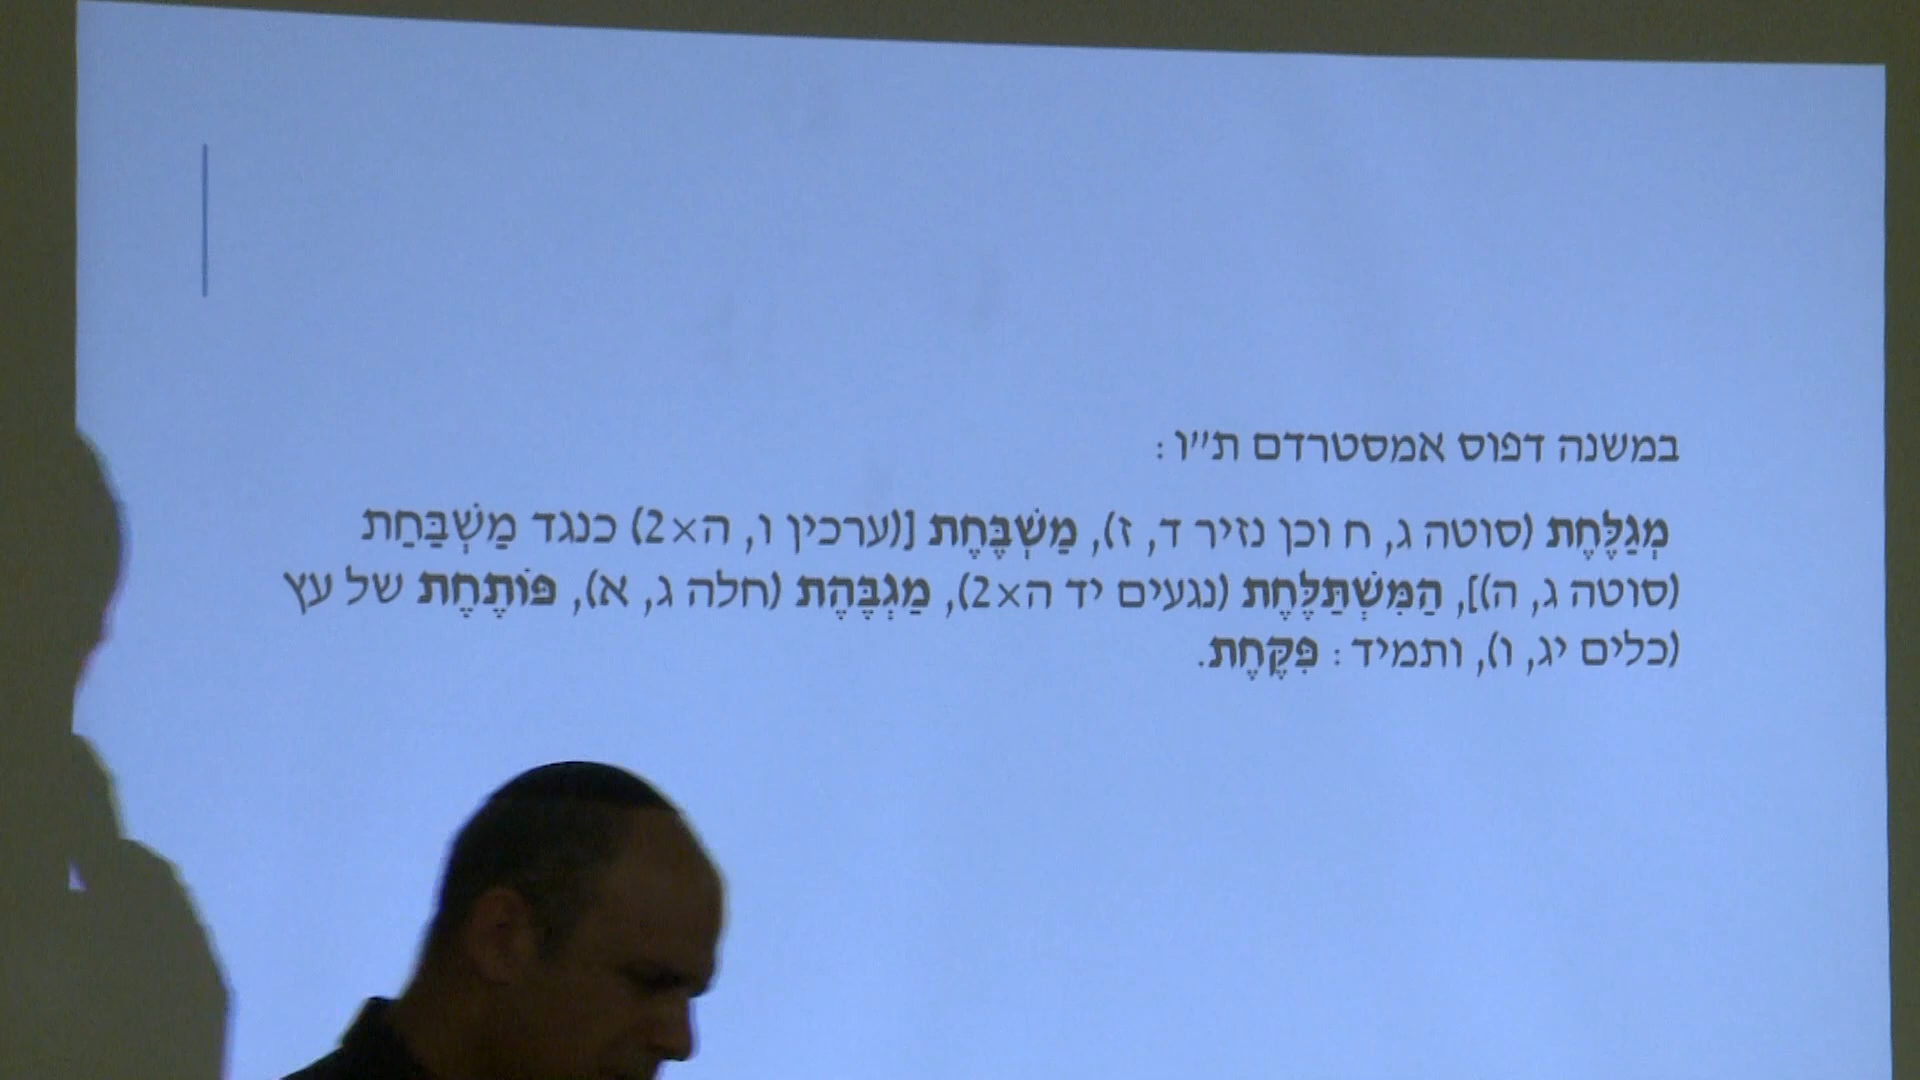 במשנה דפוס אמסטרדם ת"ו:
מְגַלֶּחֶת (סוטה ג, ח וכן נזיר ד, ז), מַשְׁבֶּחֶת [(ערכין ו, ה×2) כנגד מַשְׁבַּחַת
(סוטה ג, ה)], הַמִּשְׁתַּלֶּחֶת (נגעים יד ה×2), מַגְבֶּהֶת (חלה ג, א), פּוֹתֶחֶת של עץ
(כלים יג, ו), ותמיד: פִּקֶּחֶת.